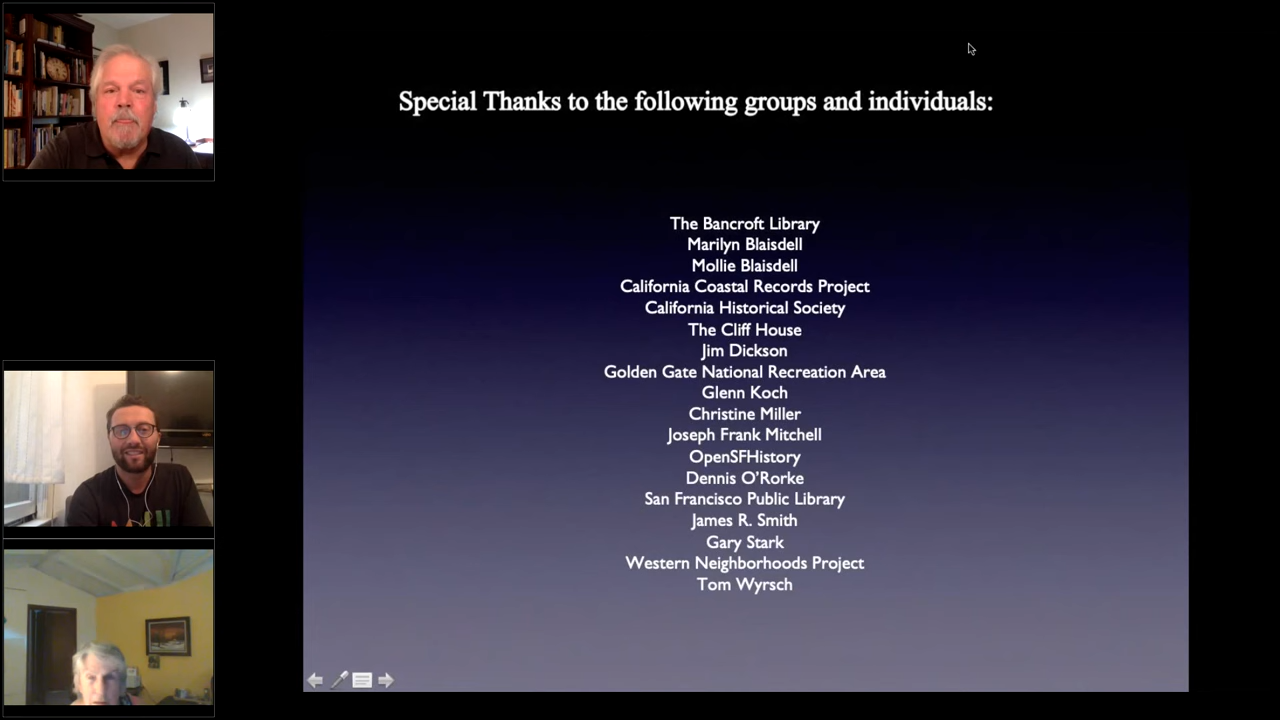 Special Thanks to the following groups and individuals:
The Bancroft Library
Marilyn Blaisdell
Mollie Blaisdell
California Coastal Records Project
California Historical Society
The Cliff House
Jim Dickson
Golden Gate National Recreation Area
Glenn Koch
Christine Miller
Joseph Frank Mitchell
OpenSFHistory
Dennis O'Rorke
San Francisco Public Library
James R. Smith
Gary Stark
Western Neighborhoods Project
Tom Wyrsch